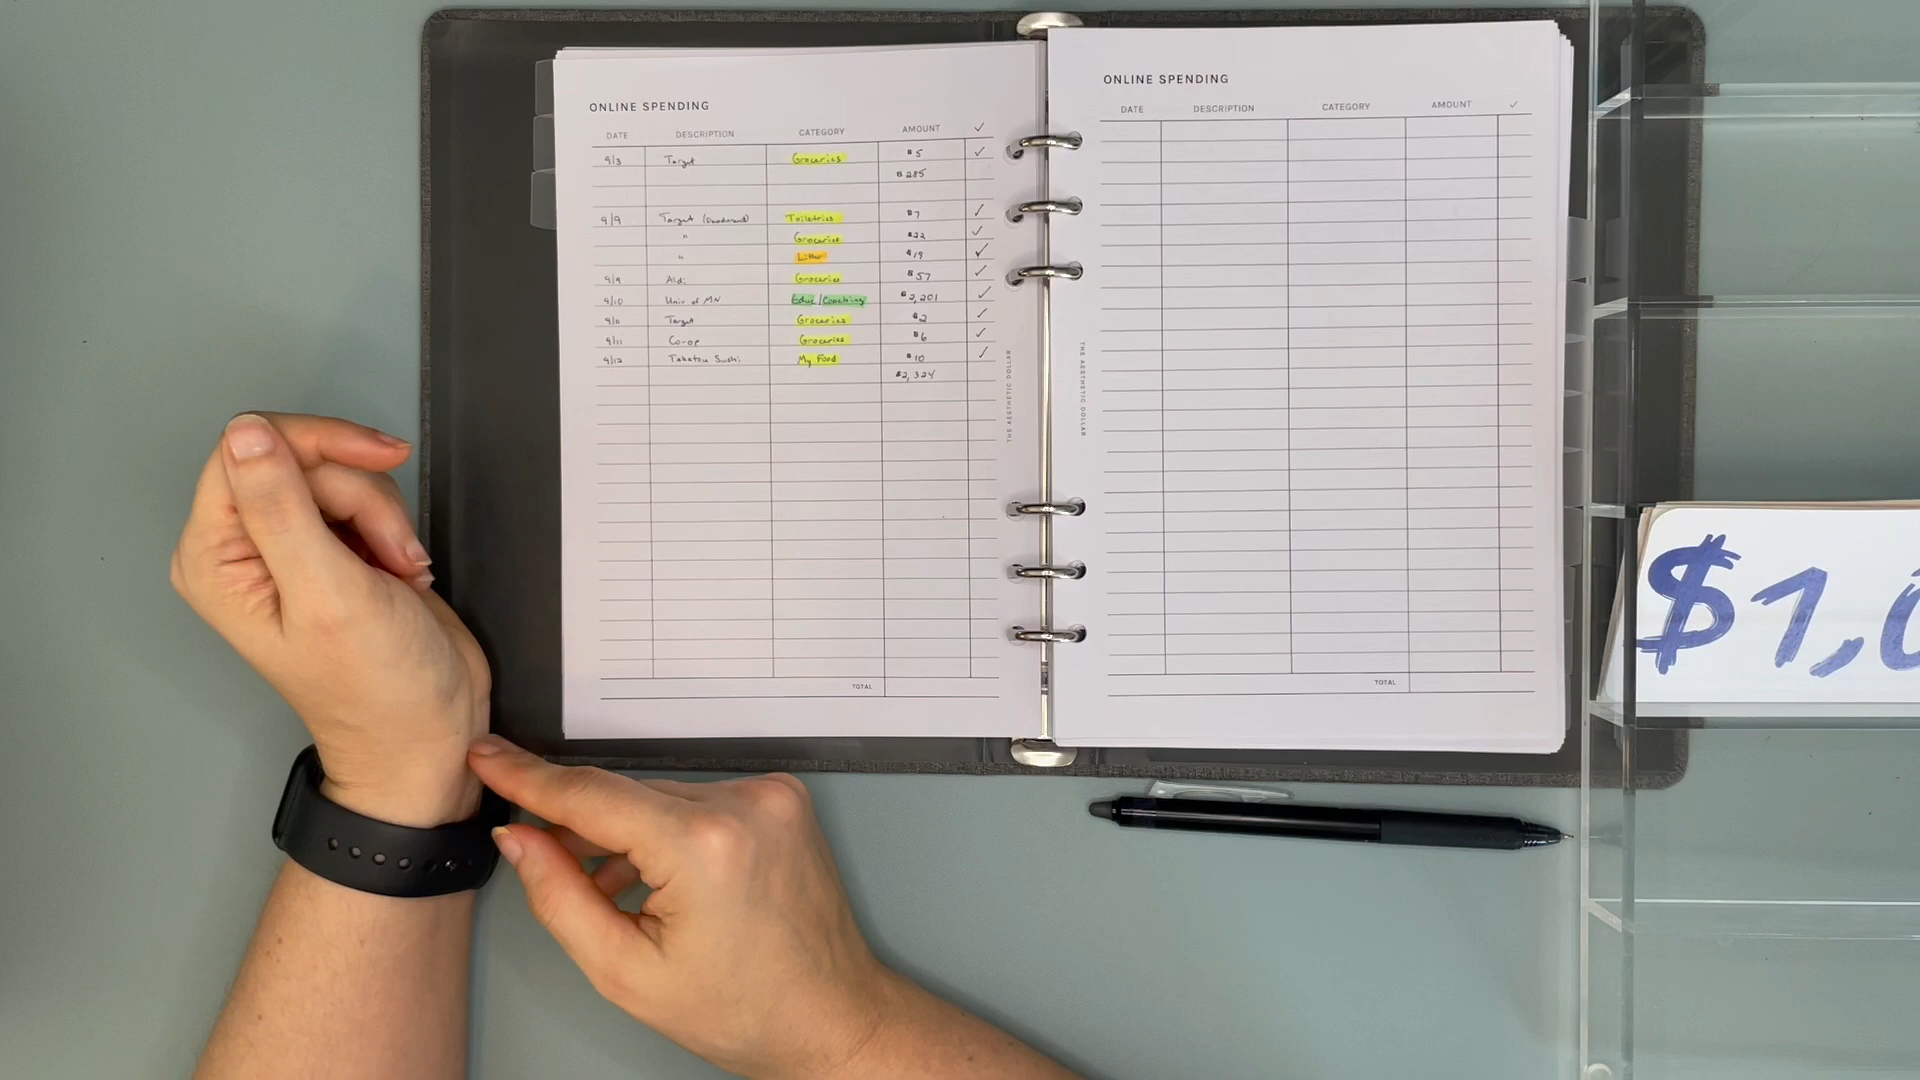 ONLINE SPENDING
DATE DESCRIPTION CATEGORY AMOUNT ✓
9/3 Target Groceries $5 ✓
$285
9/9 Target (Deodorant) Toiletries $7 ✓
" Groceries $22 ✓
" Litter $19 ✓
9/9 Aldi Groceries $57 ✓
9/10 Univ of MN Educ/Coaching $2,201 ✓
9/11 Target Groceries $2 ✓
9/11 Co-op Groceries $6 ✓
9/12 Takatsu Sushi My Food $10 ✓
$2,324
TOTAL
THE AESTHETIC DOLLAR
ONLINE SPENDING
DATE DESCRIPTION CATEGORY AMOUNT ✓
TOTAL
THE AESTHETIC DOLLAR
$1,0